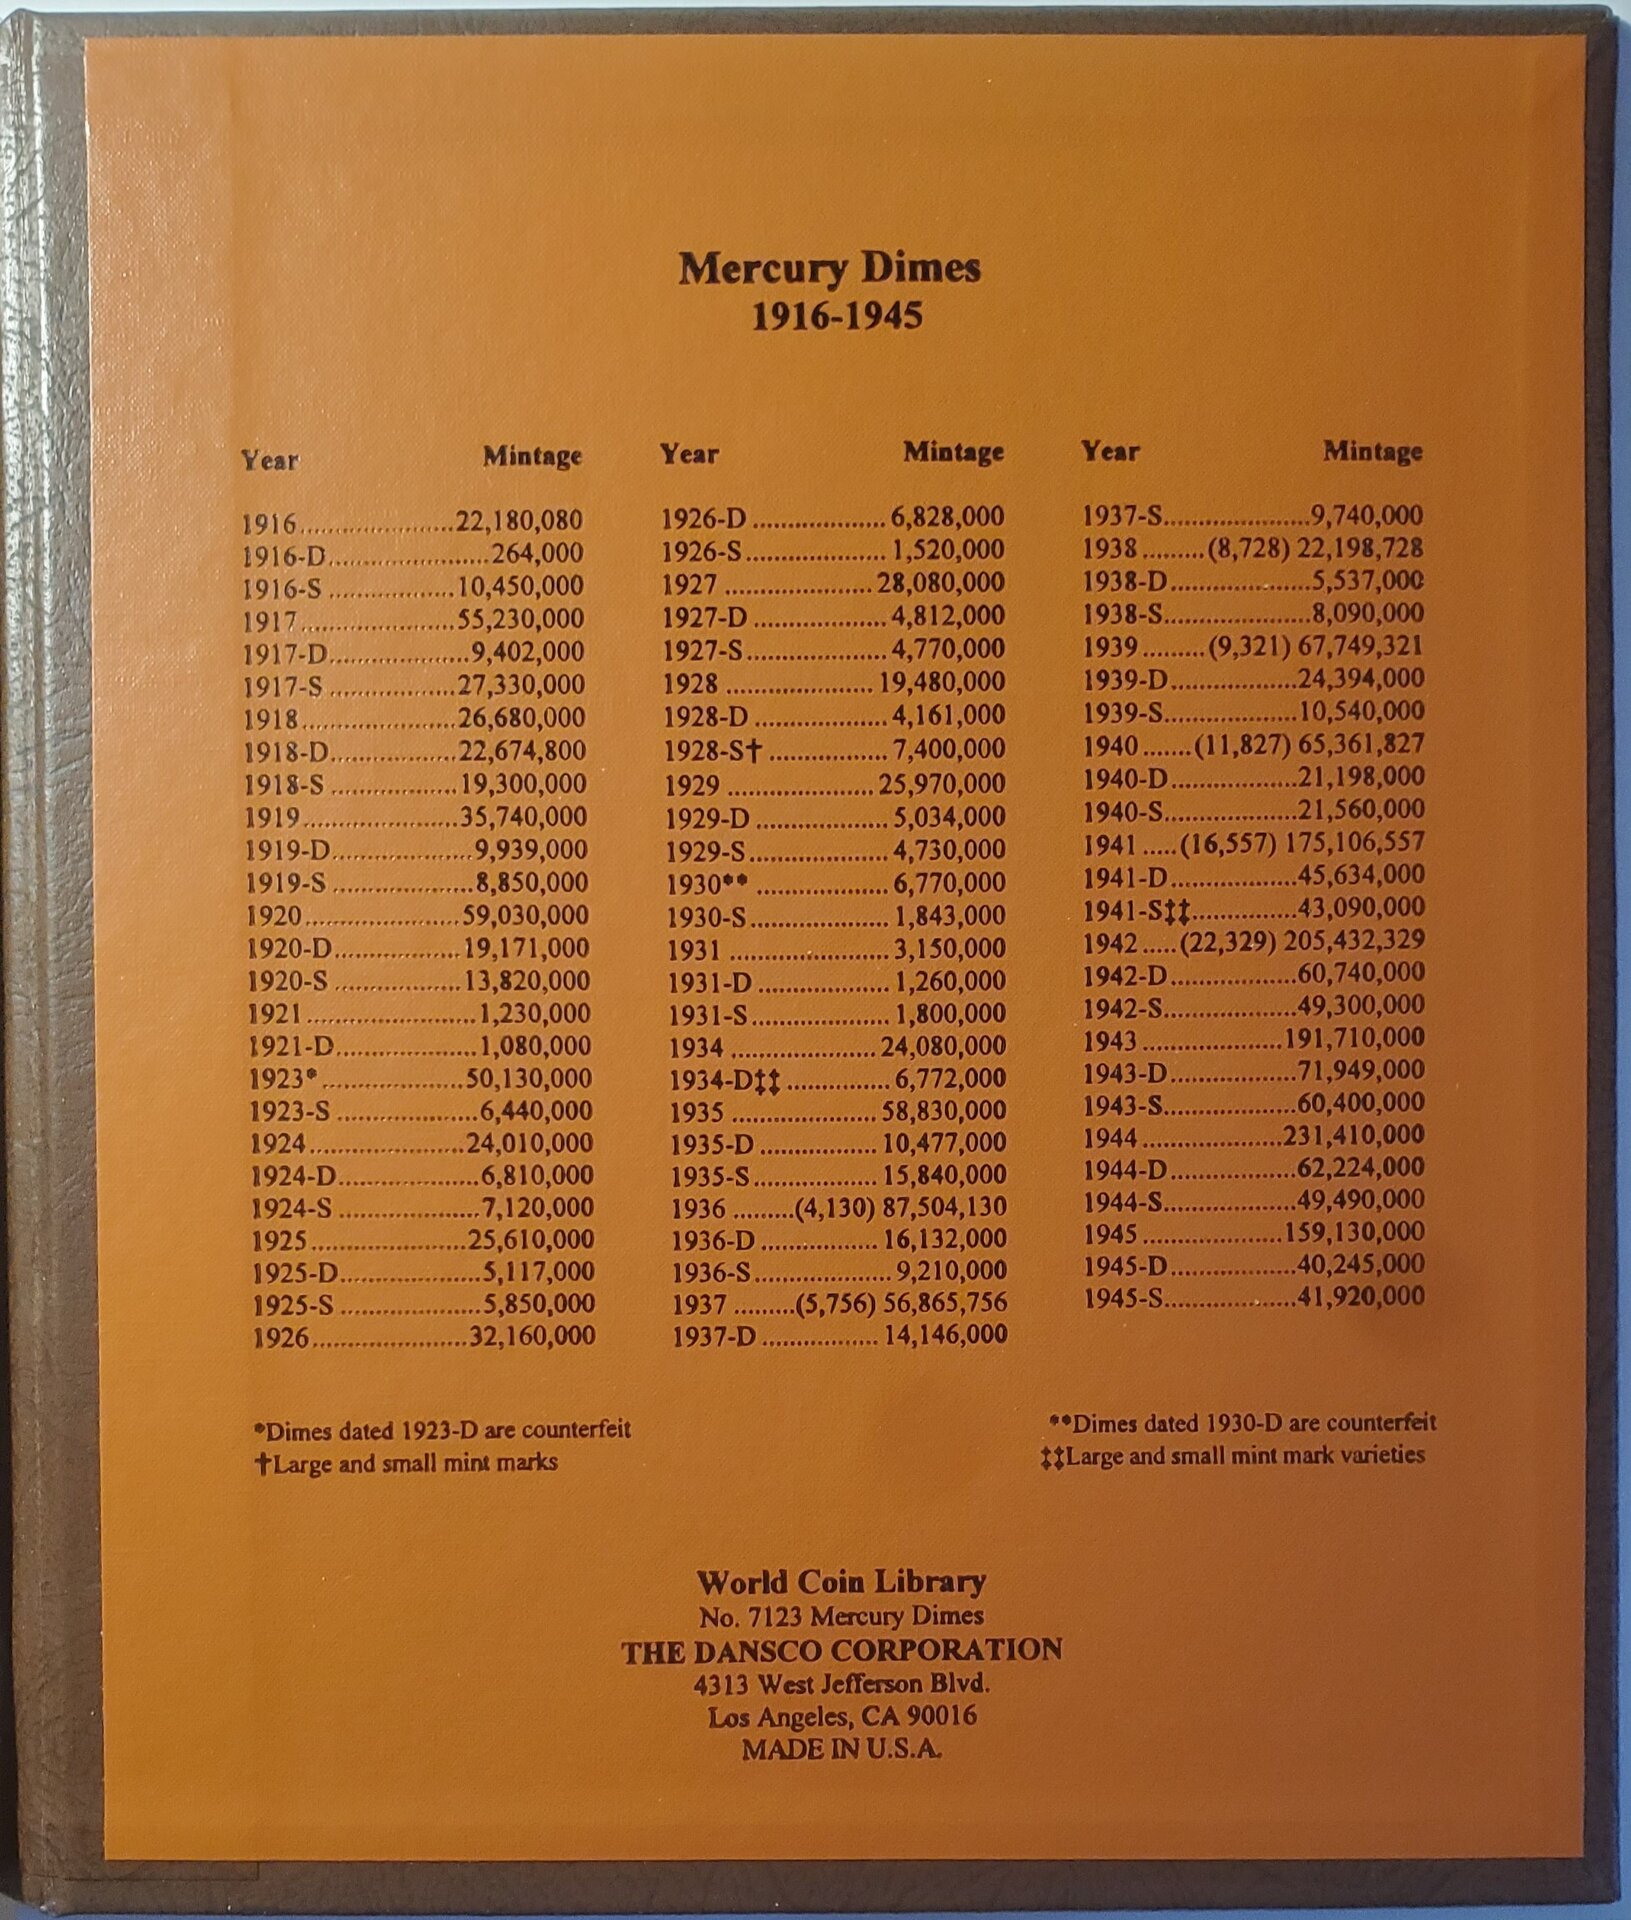 Mercury Dimes
1916-1945
Year Mintage
1916......................22,180,080
1916-D.......................264,000
1916-S ..................10,450,000
1917......................55,230,000
1917-D....................9,402,000
1917-S ..................27,330,000
1918......................26,680,000
1918-D..................22,674,800
1918-S ..................19,300,000
1919......................35,740,000
1919-D....................9,939,000
1919-S ....................8,850,000
1920......................59,030,000
1920-D..................19,171,000
1920-S ..................13,820,000
1921........................1,230,000
1921-D....................1,080,000
1923*....................50,130,000
1923-S ....................6,440,000
1924......................24,010,000
1924-D....................6,810,000
1924-S ....................7,120,000
1925......................25,610,000
1925-D....................5,117,000
1925-S ....................5,850,000
1926......................32,160,000
Year Mintage
1926-D ................... 6,828,000
1926-S.................... 1,520,000
1927 ..................... 28,080,000
1927-D ................... 4,812,000
1927-S.................... 4,770,000
1928 ..................... 19,480,000
1928-D ................... 4,161,000
1928-S† ................. 7,400,000
1929 ..................... 25,970,000
1929-D ................... 5,034,000
1929-S.................... 4,730,000
1930** ................... 6,770,000
1930-S.................... 1,843,000
1931 ....................... 3,150,000
1931-D ................... 1,260,000
1931-S.................... 1,800,000
1934 ..................... 24,080,000
1934-D‡‡ ............... 6,772,000
1935 ..................... 58,830,000
1935-D ................. 10,477,000
1935-S.................. 15,840,000
1936 .........(4,130) 87,504,130
1936-D ................. 16,132,000
1936-S.................... 9,210,000
1937 .........(5,756) 56,865,756
1937-D ................. 14,146,000
Year Mintage
1937-S.....................9,740,000
1938 .........(8,728) 22,198,728
1938-D....................5,537,000
1938-S.....................8,090,000
1939 .........(9,321) 67,749,321
1939-D..................24,394,000
1939-S...................10,540,000
1940 .......(11,827) 65,361,827
1940-D..................21,198,000
1940-S...................21,560,000
1941 .....(16,557) 175,106,557
1941-D..................45,634,000
1941-S‡‡...............43,090,000
1942 .....(22,329) 205,432,329
1942-D..................60,740,000
1942-S...................49,300,000
1943 ....................191,710,000
1943-D..................71,949,000
1943-S...................60,400,000
1944 ....................231,410,000
1944-D..................62,224,000
1944-S...................49,490,000
1945 ....................159,130,000
1945-D..................40,245,000
1945-S...................41,920,000
*Dimes dated 1923-D are counterfeit
†Large and small mint marks
**Dimes dated 1930-D are counterfeit
‡‡Large and small mint mark varieties
World Coin Library
No. 7123 Mercury Dimes
THE DANSCO CORPORATION
4313 West Jefferson Blvd.
Los Angeles, CA 90016
MADE IN U.S.A.